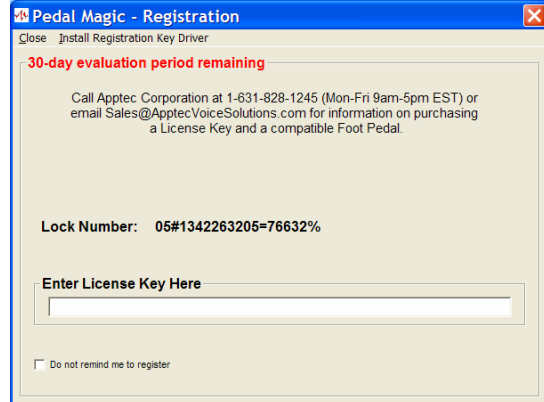 Pedal Magic - Registration
Close Install Registration Key Driver
30-day evaluation period remaining
Call Apptec Corporation at 1-631-828-1245 (Mon-Fri 9am-5pm EST) or
email Sales@ApptecVoiceSolutions.com for information on purchasing
a License Key and a compatible Foot Pedal.
Lock Number: 05#1342263205=76632%
Enter License Key Here
Do not remind me to register